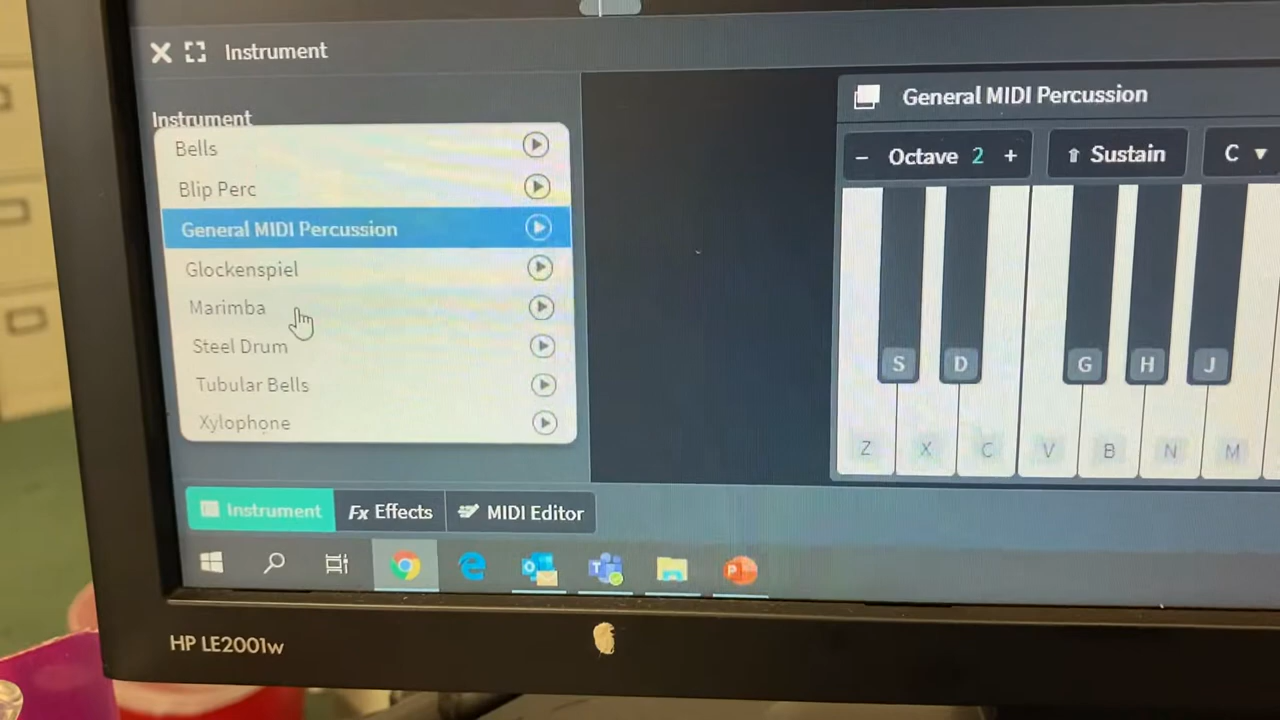 Instrument
Instrument
Bells
Blip Perc
General MIDI Percussion
Glockenspiel
Marimba
Steel Drum
Tubular Bells
Xylophone
General MIDI Percussion
– Octave 2 +
Sustain
C
S D G H J
Z X C V B N M
Instrument
Fx Effects
MIDI Editor
HP LE2001w